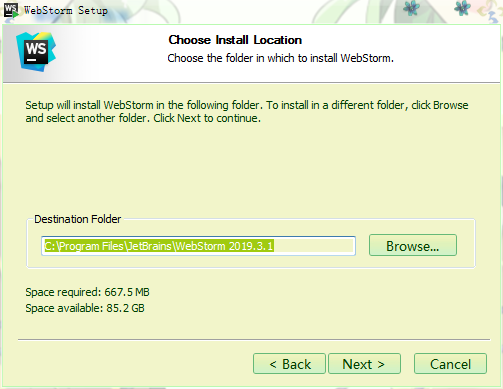 WS WebStorm Setup
WS
Choose Install Location
Choose the folder in which to install WebStorm.
Setup will install WebStorm in the following folder. To install in a different folder, click Browse
and select another folder. Click Next to continue.
Destination Folder
C:\Program Files\JetBrains\WebStorm 2019.3.1
Browse...
Space required: 667.5 MB
Space available: 85.2 GB
< Back Next > Cancel